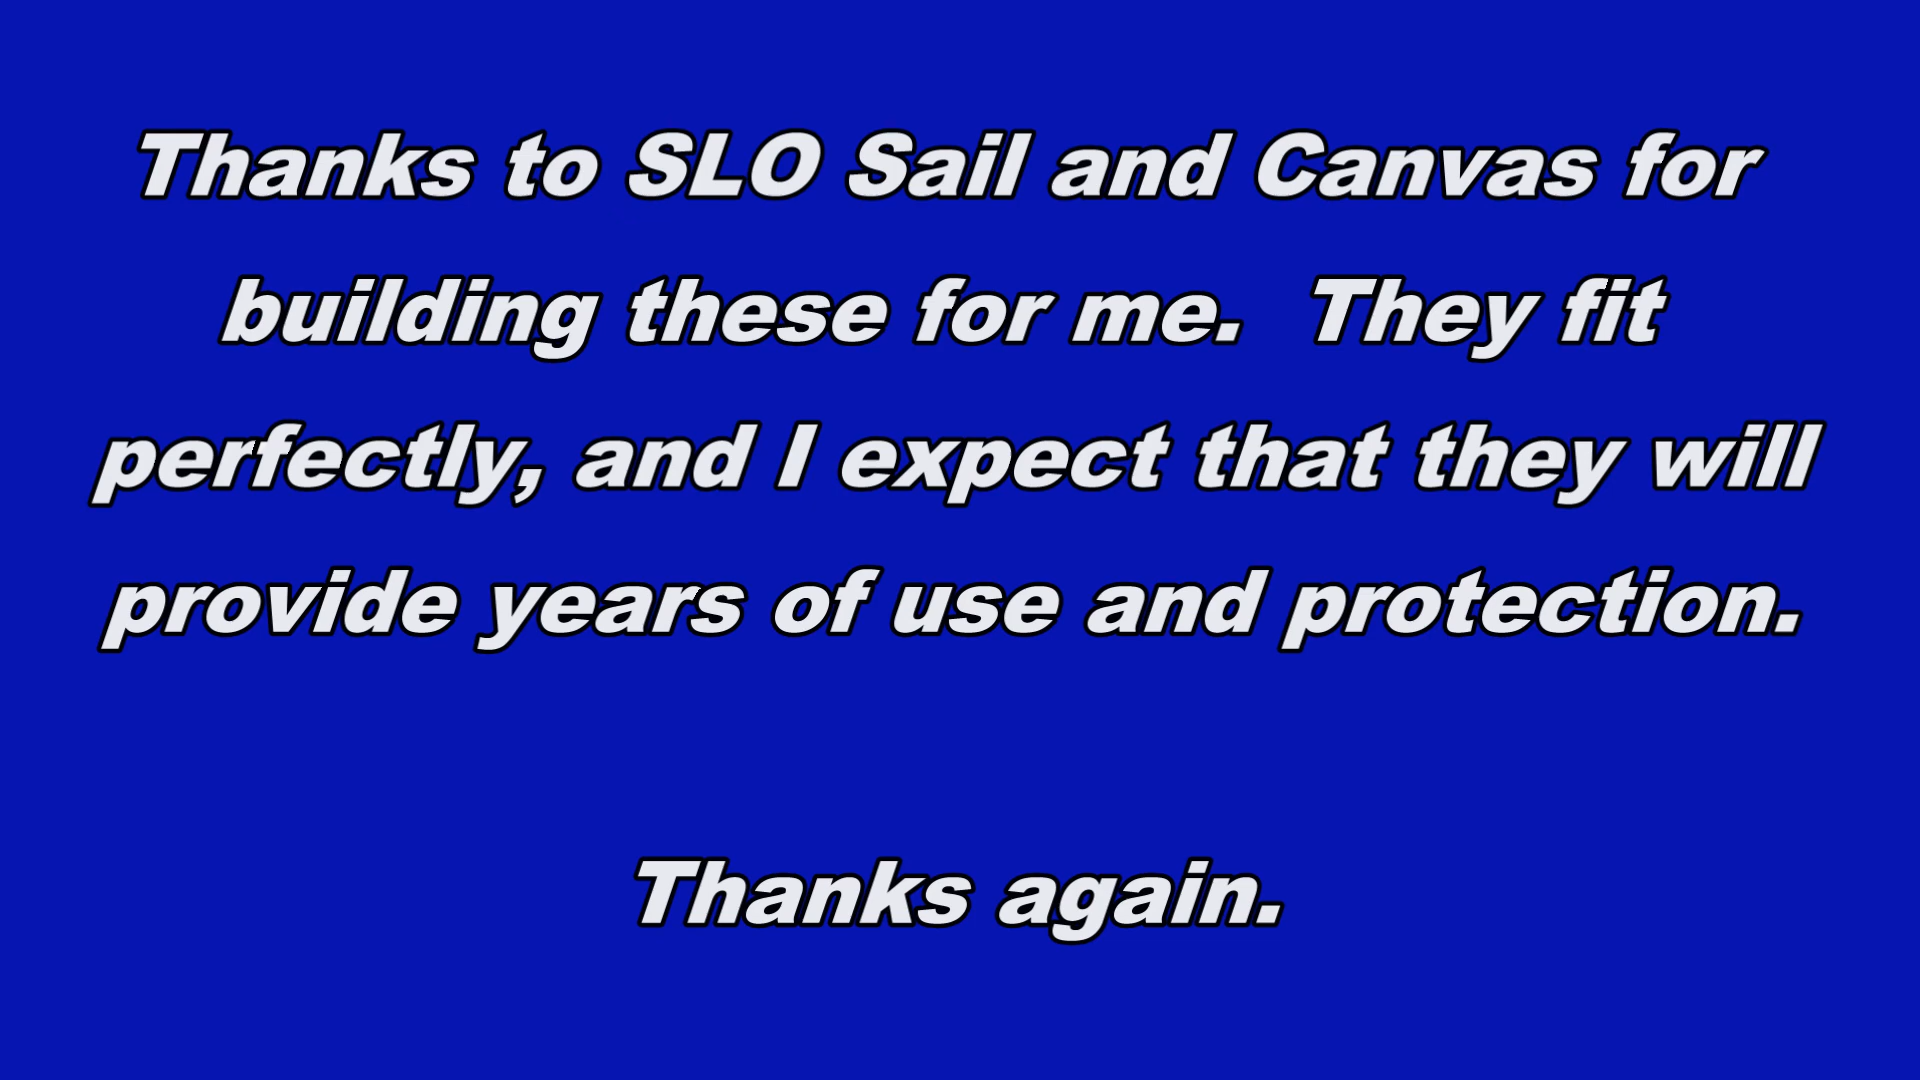 Thanks to SLO Sail and Canvas for
building these for me.  They fit
perfectly, and I expect that they will
provide years of use and protection.
Thanks again.